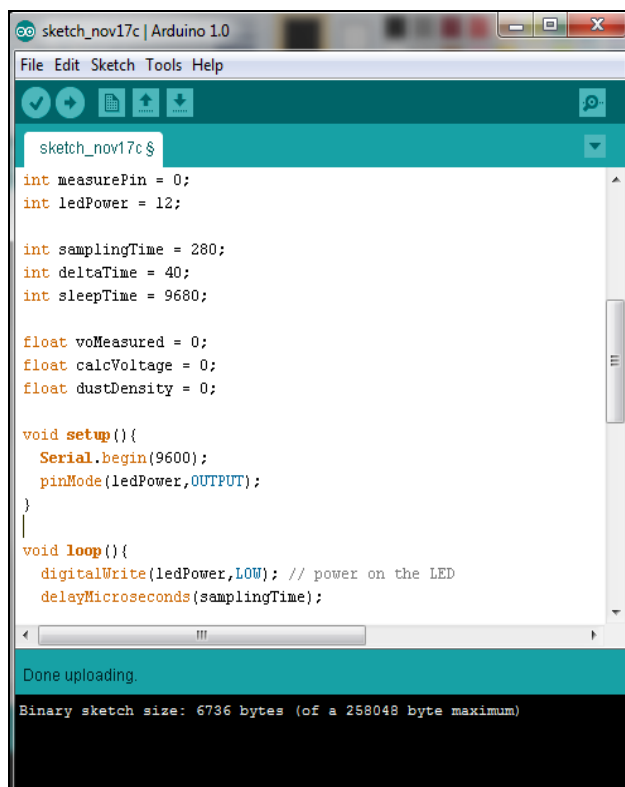 sketch_nov17c | Arduino 1.0
File Edit Sketch Tools Help
sketch_nov17c §
int measurePin = 0;
int ledPower = 12;
int samplingTime = 280;
int deltaTime = 40;
int sleepTime = 9680;
float voMeasured = 0;
float calcVoltage = 0;
float dustDensity = 0;
void setup(){
  Serial.begin(9600);
  pinMode(ledPower,OUTPUT);
}
void loop(){
  digitalWrite(ledPower,LOW); // power on the LED
  delayMicroseconds(samplingTime);
Done uploading.
Binary sketch size: 6736 bytes (of a 258048 byte maximum)